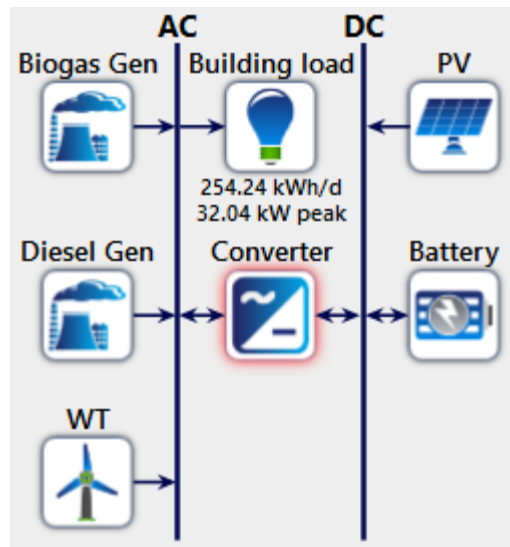 AC DC
Biogas Gen Building load PV
254.24 kWh/d
32.04 kW peak
Diesel Gen Converter Battery
WT